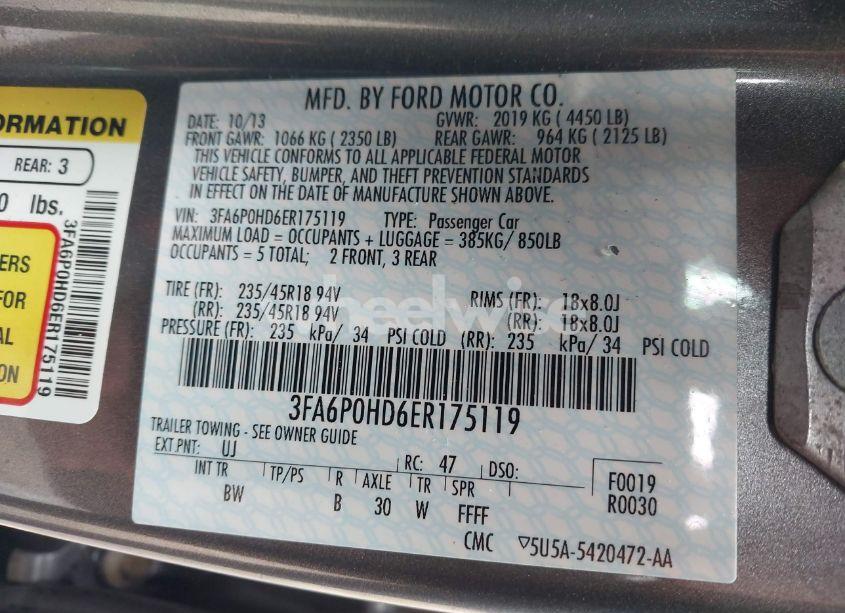 ORMATION
REAR: 3
0 lbs.
ERS
FOR
AL
ON
3FA6P0HD6ER175119
MFD. BY FORD MOTOR CO.
DATE: 10/13 GVWR: 2019 KG ( 4450 LB)
FRONT GAWR: 1066 KG ( 2350 LB) REAR GAWR: 964 KG ( 2125 LB)
THIS VEHICLE CONFORMS TO ALL APPLICABLE FEDERAL MOTOR
VEHICLE SAFETY, BUMPER, AND THEFT PREVENTION STANDARDS
IN EFFECT ON THE DATE OF MANUFACTURE SHOWN ABOVE.
VIN: 3FA6P0HD6ER175119 TYPE: Passenger Car
MAXIMUM LOAD = OCCUPANTS + LUGGAGE = 385KG/ 850LB
OCCUPANTS = 5 TOTAL; 2 FRONT, 3 REAR
TIRE (FR): 235/45R18 94V RIMS (FR): 18x8.0J
(RR): 235/45R18 94V (RR): 18x8.0J
PRESSURE (FR): 235 kPa/ 34 PSI COLD (RR): 235 kPa/ 34 PSI COLD
3FA6P0HD6ER175119
TRAILER TOWING - SEE OWNER GUIDE
EXT PNT: UJ RC: 47 DSO:
INT TR TP/PS R AXLE TR SPR F0019
BW B 30 W FFFF R0030
CMC ▽5U5A-5420472-AA